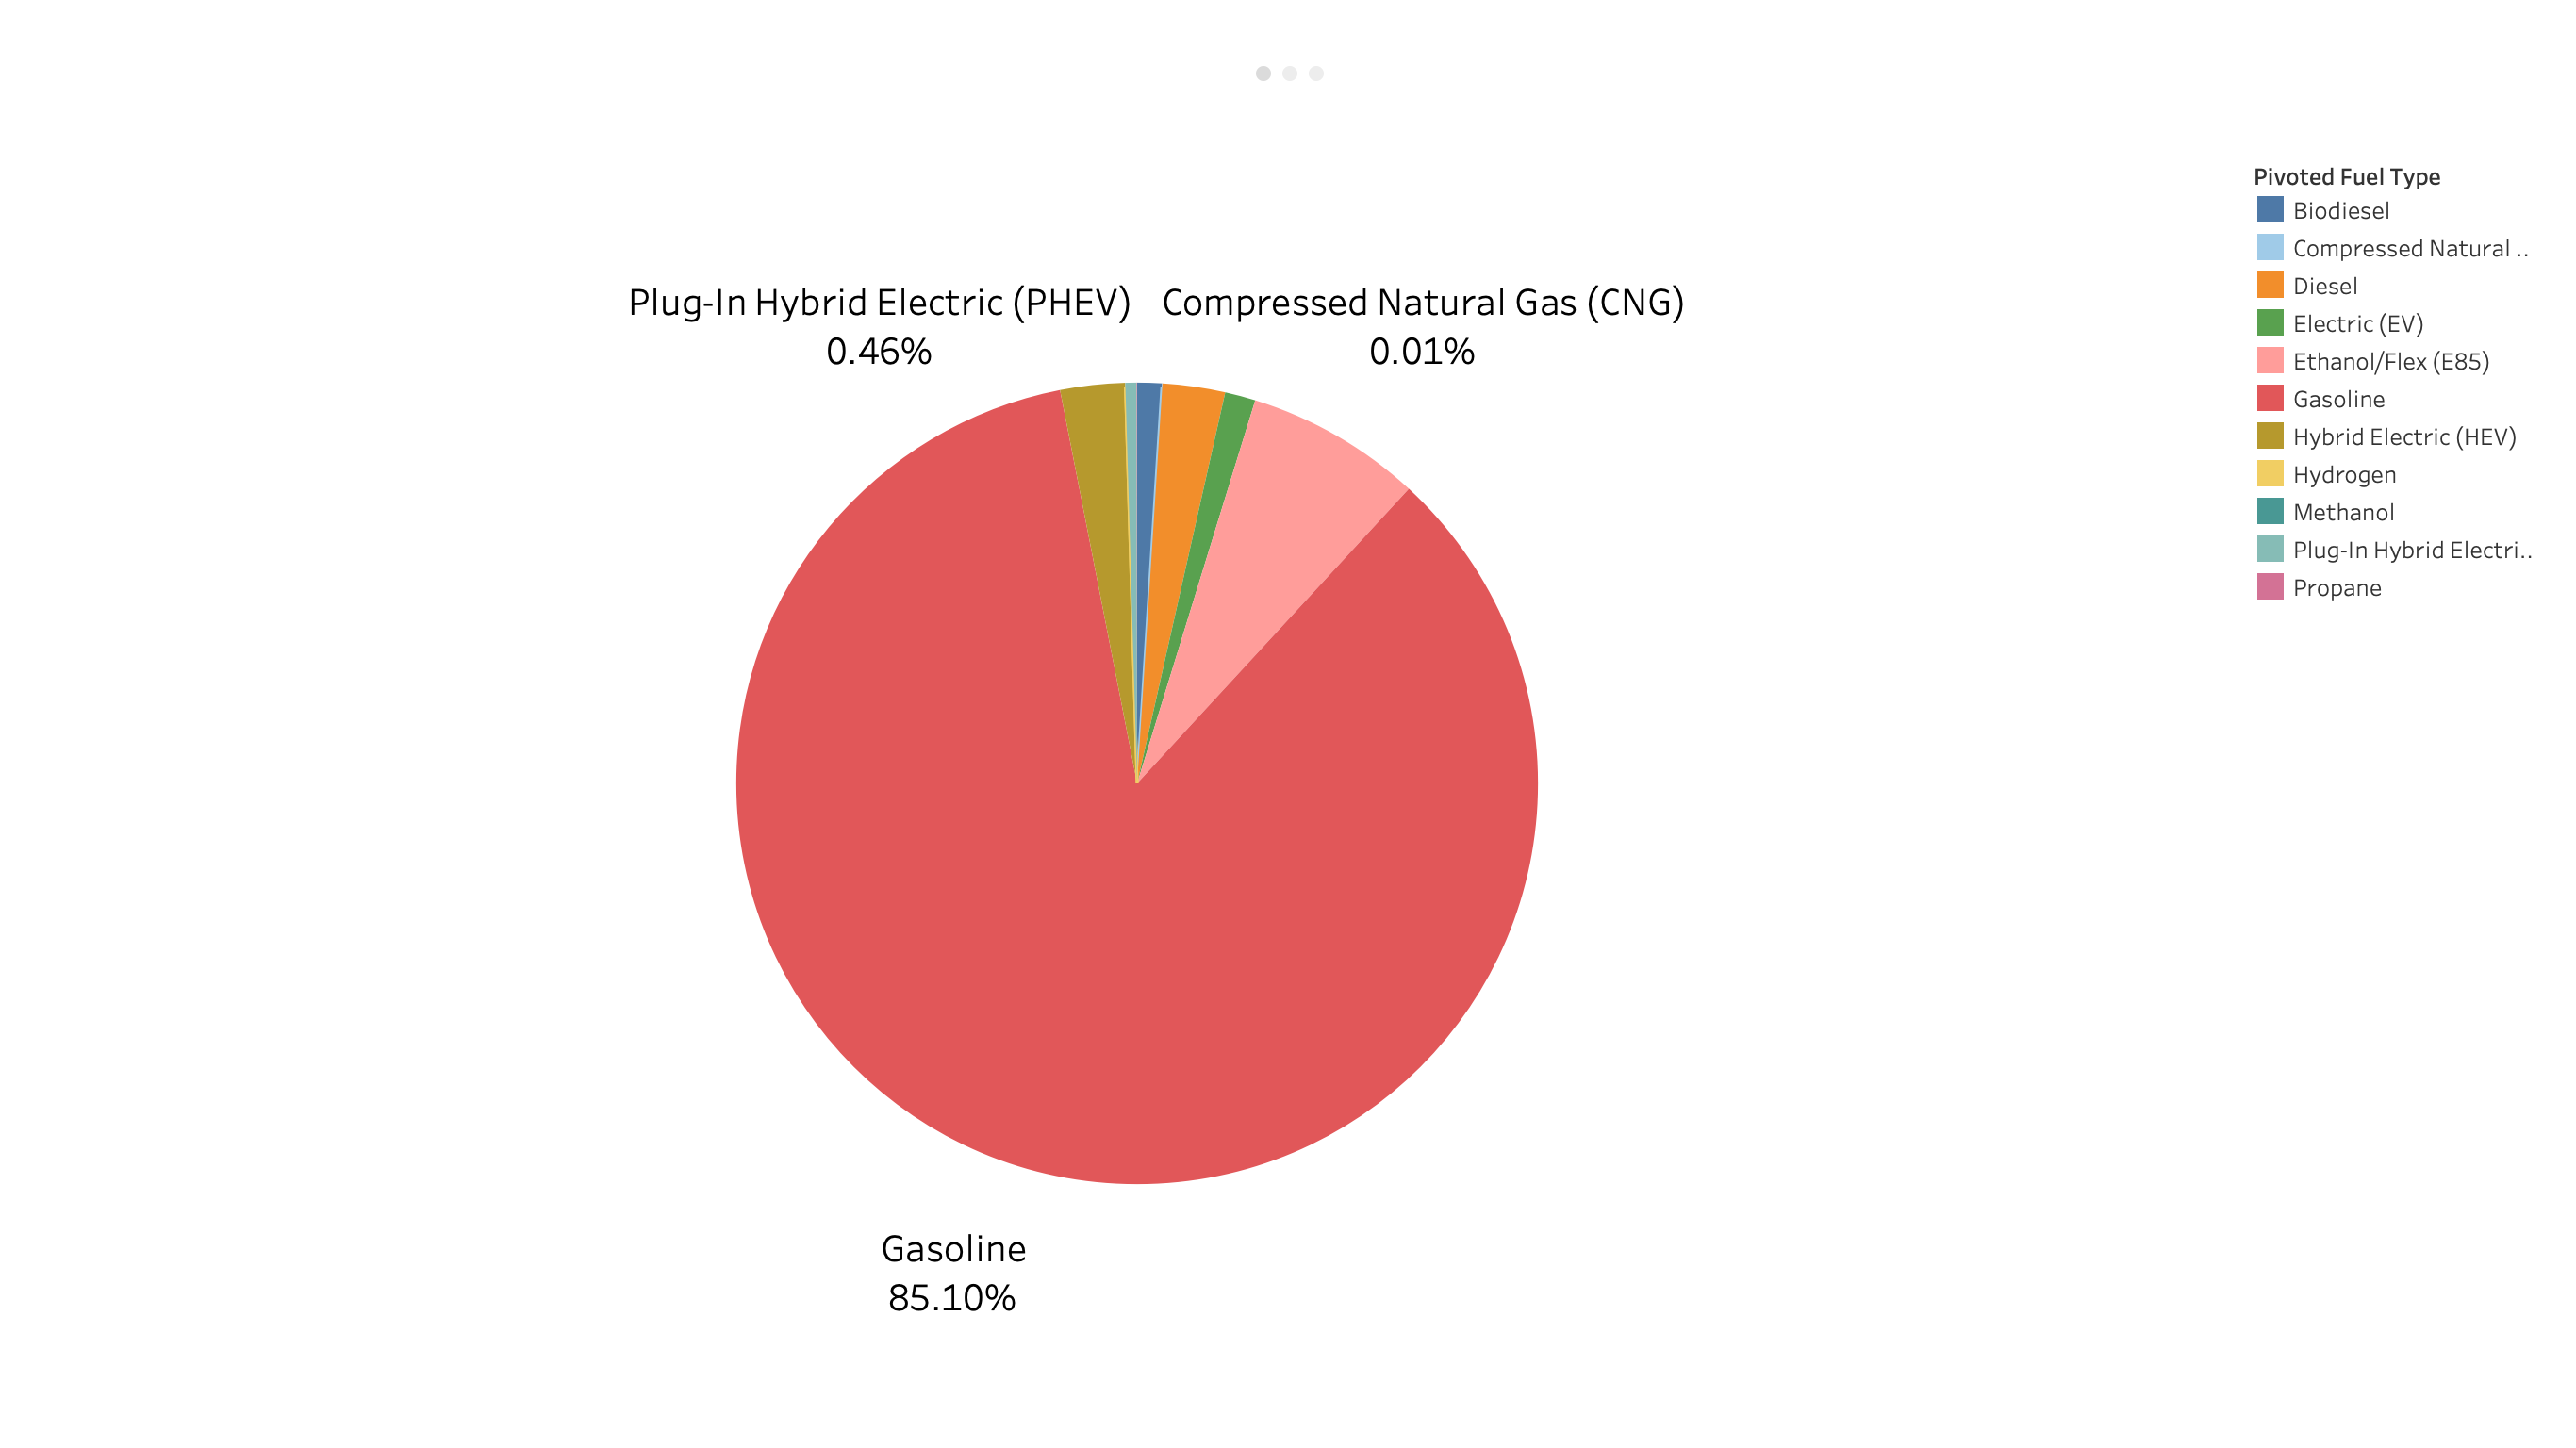 Pivoted Fuel Type
Biodiesel
Compressed Natural ..
Diesel
Electric (EV)
Ethanol/Flex (E85)
Gasoline
Hybrid Electric (HEV)
Hydrogen
Methanol
Plug-In Hybrid Electri..
Propane
Plug-In Hybrid Electric (PHEV)
0.46%
Compressed Natural Gas (CNG)
0.01%
Gasoline
85.10%